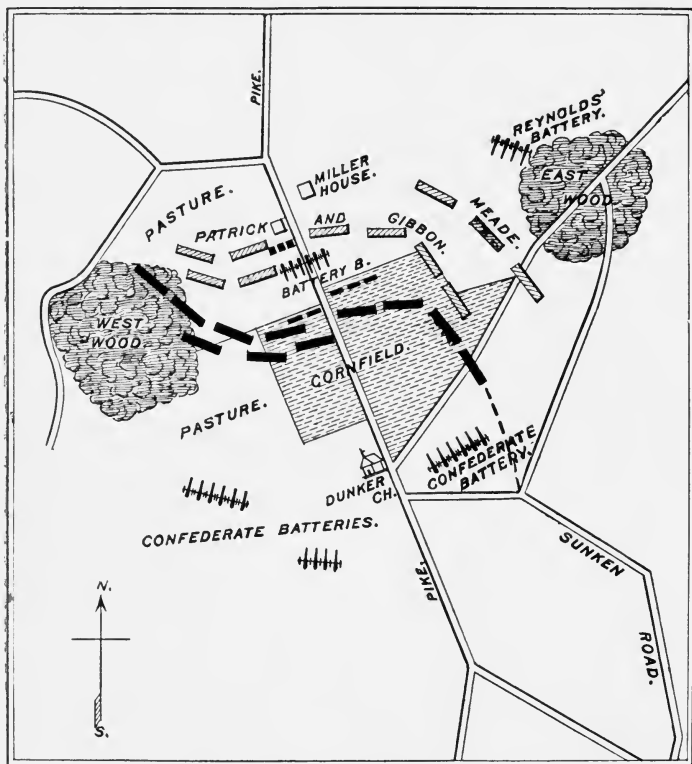 PIKE.
REYNOLDS'
BATTERY.
EAST
WOOD
MILLER
HOUSE.
PASTURE.
PATRICK
AND
GIBBON.
MEADE.
BATTERY B.
WEST
WOOD.
CORNFIELD.
PASTURE.
CONFEDERATE
BATTERY.
DUNKER
CH.
CONFEDERATE BATTERIES.
SUNKEN
ROAD.
PIKE.
N.
S.